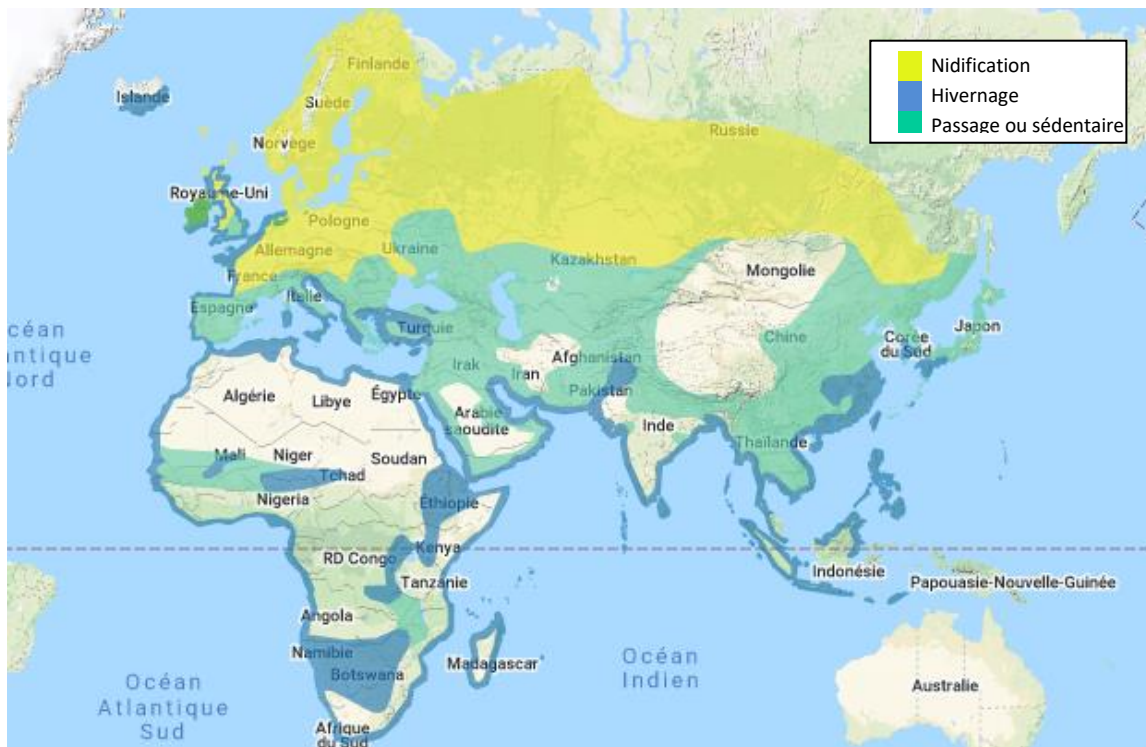 Nidification
Hivernage
Passage ou sédentaire
Finlande
Islande
Suède
Russie
Norvège
Royaume-Uni
Pologne
Ukraine
Allemagne
Kazakhstan
Mongolie
France
Italie
Espagne
Turquie
Corée
du Sud
Japon
Chine
Irak
Iran
Afghanistan
Pakistan
océan
Nord
Algérie
Libye
Égypte
Arabie
saoudite
Inde
Mali
Niger
Tchad
Soudan
Thaïlande
Nigeria
Éthiopie
RD Congo
Kenya
Tanzanie
Indonésie
Papouasie-Nouvelle-Guinée
Angola
Namibie
Botswana
Madagascar
Océan
Indien
Australie
Océan
Atlantique
Sud
Afrique
du Sud